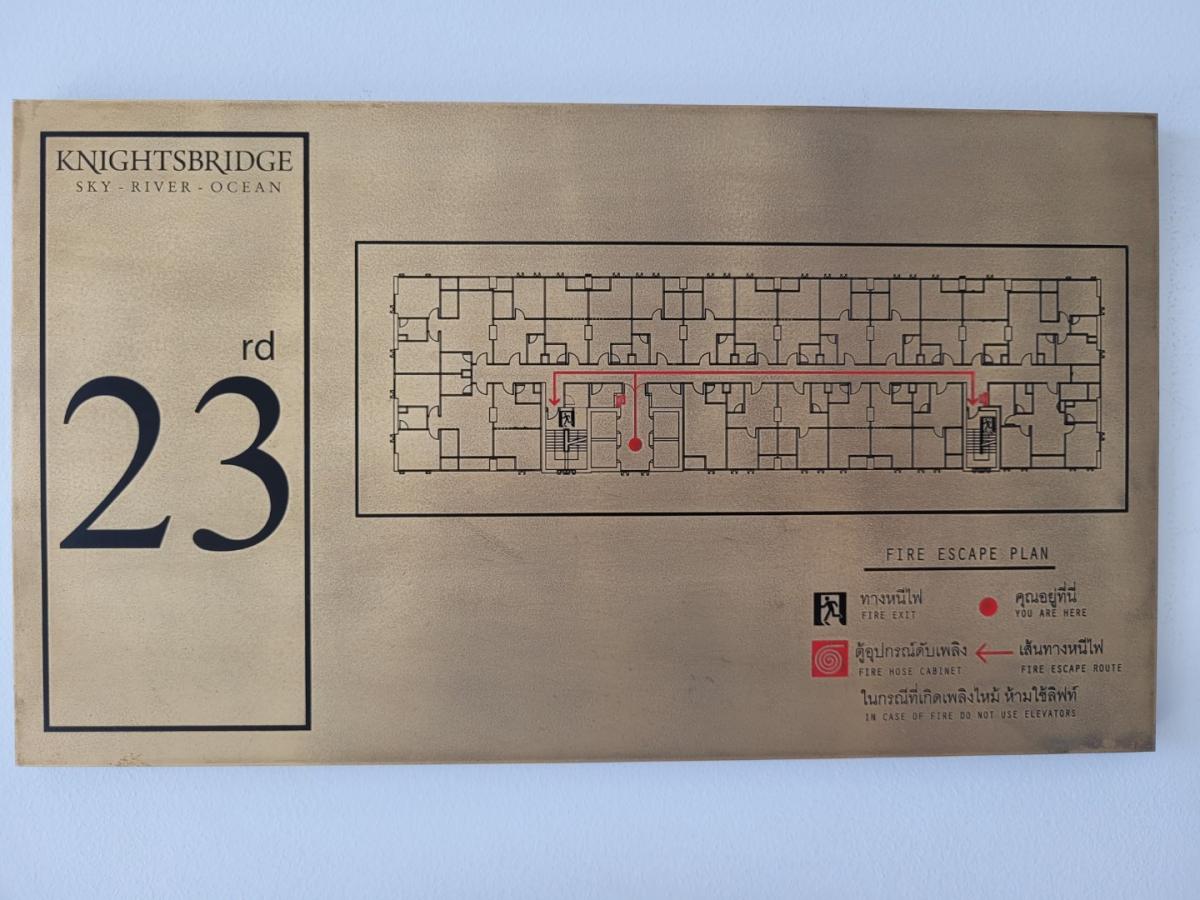 KNIGHTSBRIDGE
SKY - RIVER - OCEAN
rd
23
FIRE ESCAPE PLAN
ทางหนีไฟ
FIRE EXIT
คุณอยู่ที่นี่
YOU ARE HERE
ตู้อุปกรณ์ดับเพลิง
FIRE HOSE CABINET
เส้นทางหนีไฟ
FIRE ESCAPE ROUTE
ในกรณีที่เกิดเพลิงไหม้ ห้ามใช้ลิฟท์
IN CASE OF FIRE DO NOT USE ELEVATORS